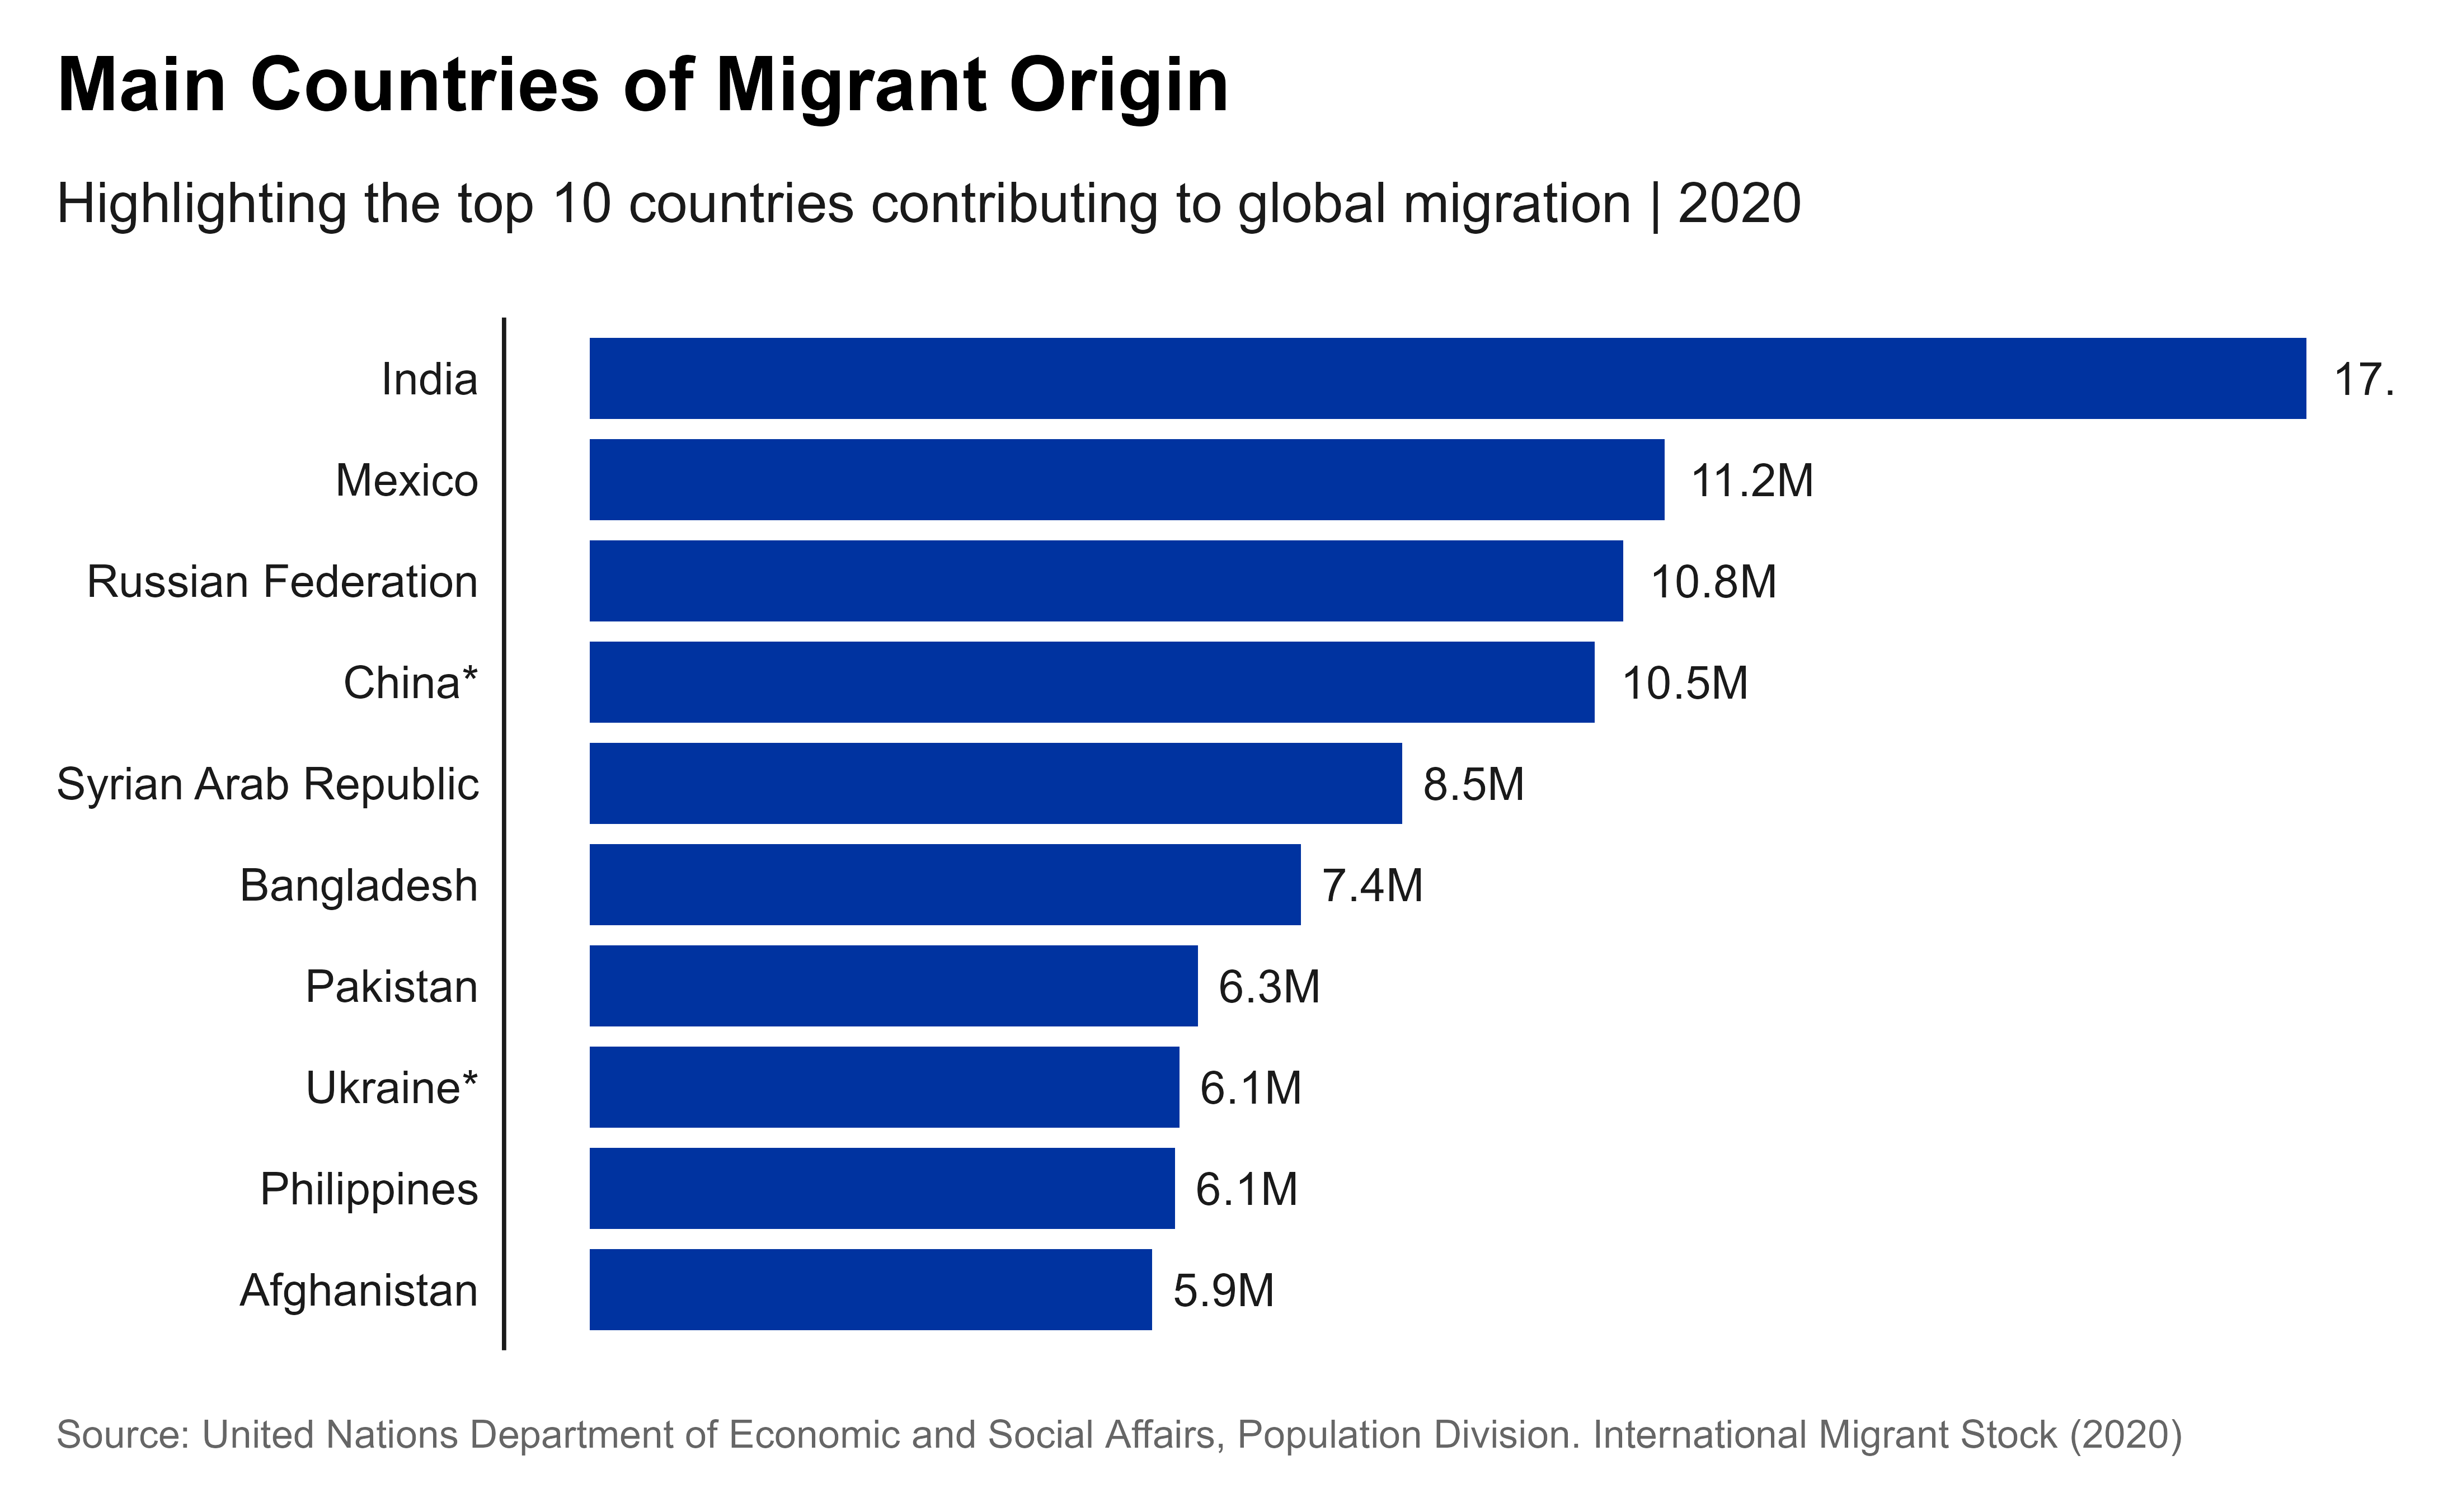 Main Countries of Migrant Origin
Highlighting the top 10 countries contributing to global migration | 2020
India 17.
Mexico 11.2M
Russian Federation 10.8M
China* 10.5M
Syrian Arab Republic 8.5M
Bangladesh 7.4M
Pakistan 6.3M
Ukraine* 6.1M
Philippines 6.1M
Afghanistan 5.9M
Source: United Nations Department of Economic and Social Affairs, Population Division. International Migrant Stock (2020)